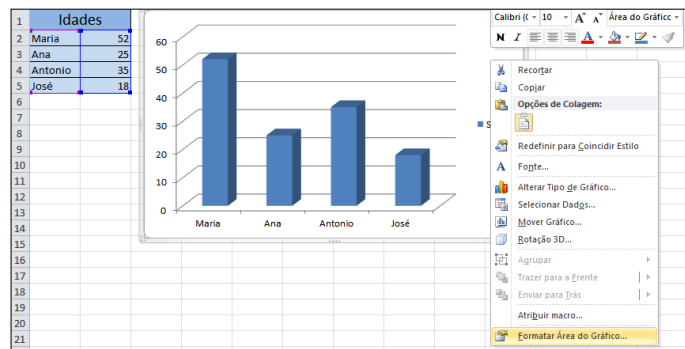 1 Idades
2 Maria 52
3 Ana 25
4 Antonio 35
5 José 18
6
7
8
9
10
11
12
13
14
15
16
17
18
19
20
21
60
50
40
30
20
10
0
Maria Ana Antonio José
S
Calibri (C 10 A A Área do Gráfic
N I A
Recortar
Copiar
Opções de Colagem:
Redefinir para Coincidir Estilo
A Fonte...
Alterar Tipo de Gráfico...
Selecionar Dados...
Mover Gráfico...
Rotação 3D...
Agrupar
Trazer para a Frente
Enviar para Trás
Atribuir macro...
Formatar Área do Gráfico...